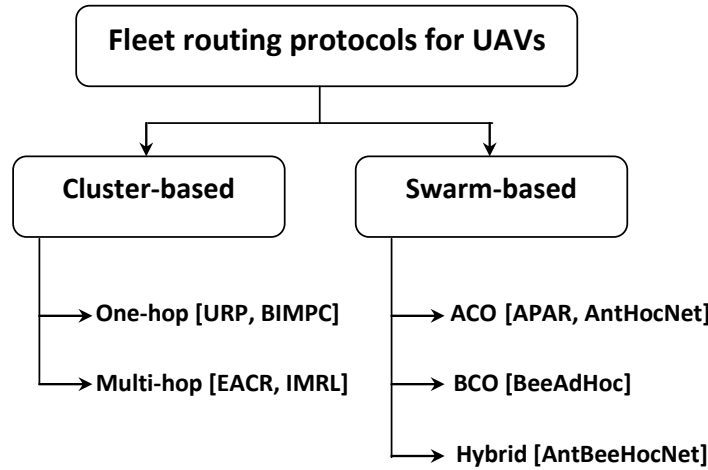 Fleet routing protocols for UAVs
Cluster-based
Swarm-based
One-hop [URP, BIMPC]
Multi-hop [EACR, IMRL]
ACO [APAR, AntHocNet]
BCO [BeeAdHoc]
Hybrid [AntBeeHocNet]